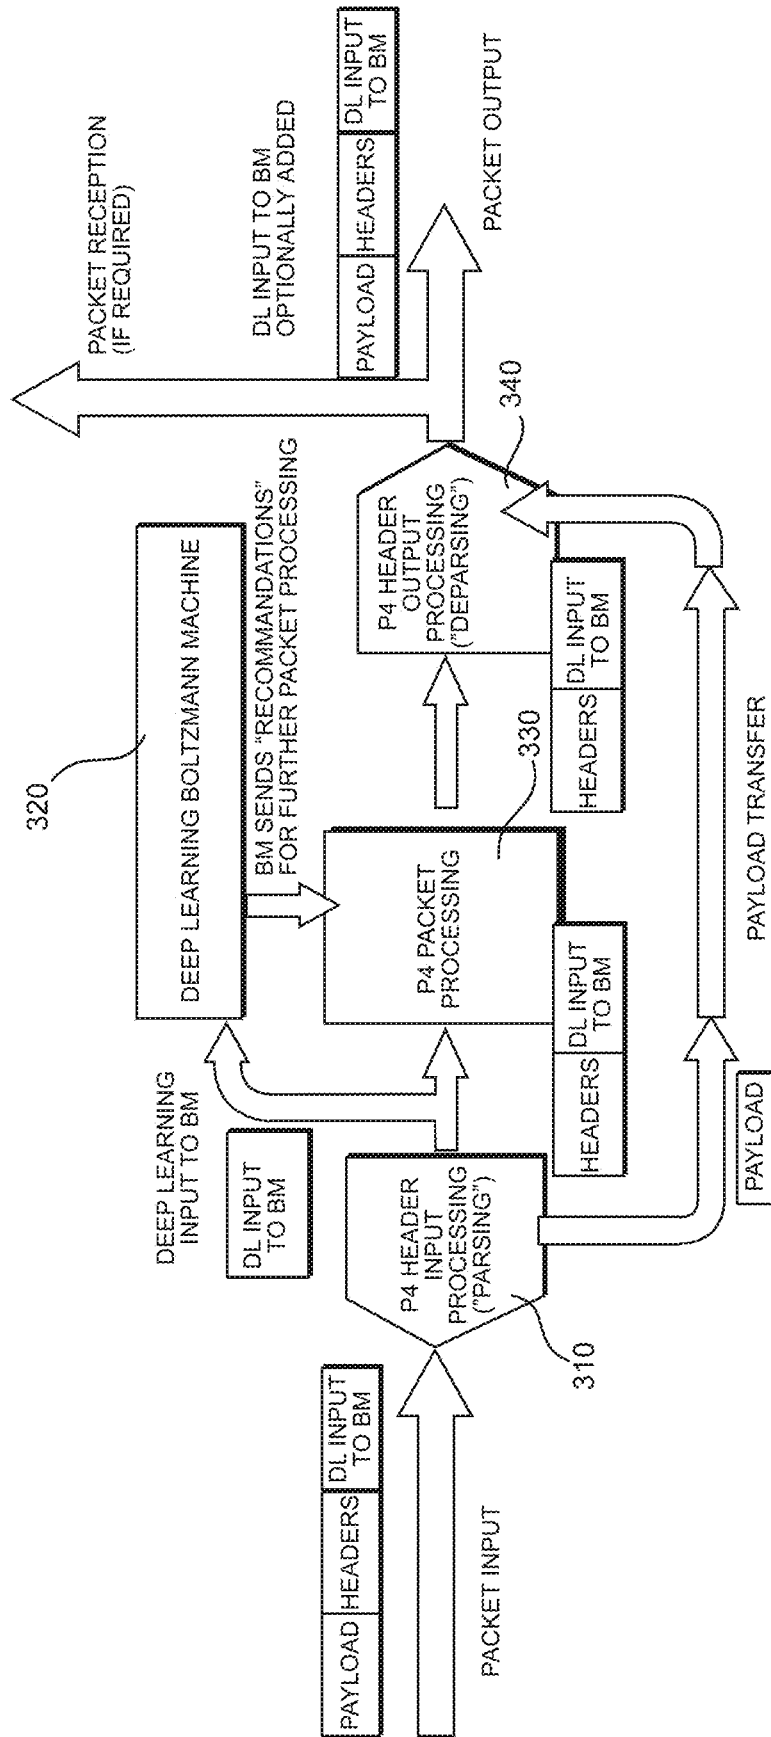 PACKET RECEPTION
(IF REQUIRED)
DL INPUT TO BM
OPTIONALLY ADDED
PAYLOAD
HEADERS
DL INPUT
TO BM
PACKET OUTPUT
320
DEEP LEARNING BOLTZMANN MACHINE
BM SENDS "RECOMMANDATIONS"
FOR FURTHER PACKET PROCESSING
DEEP LEARNING
INPUT TO BM
DL INPUT
TO BM
PAYLOAD
HEADERS
DL INPUT
TO BM
PACKET INPUT
P4 HEADER
INPUT
PROCESSING
("PARSING")
310
P4 PACKET
PROCESSING
330
HEADERS
DL INPUT
TO BM
P4 HEADER
OUTPUT
PROCESSING
("DEPARSING")
340
HEADERS
DL INPUT
TO BM
PAYLOAD
PAYLOAD TRANSFER